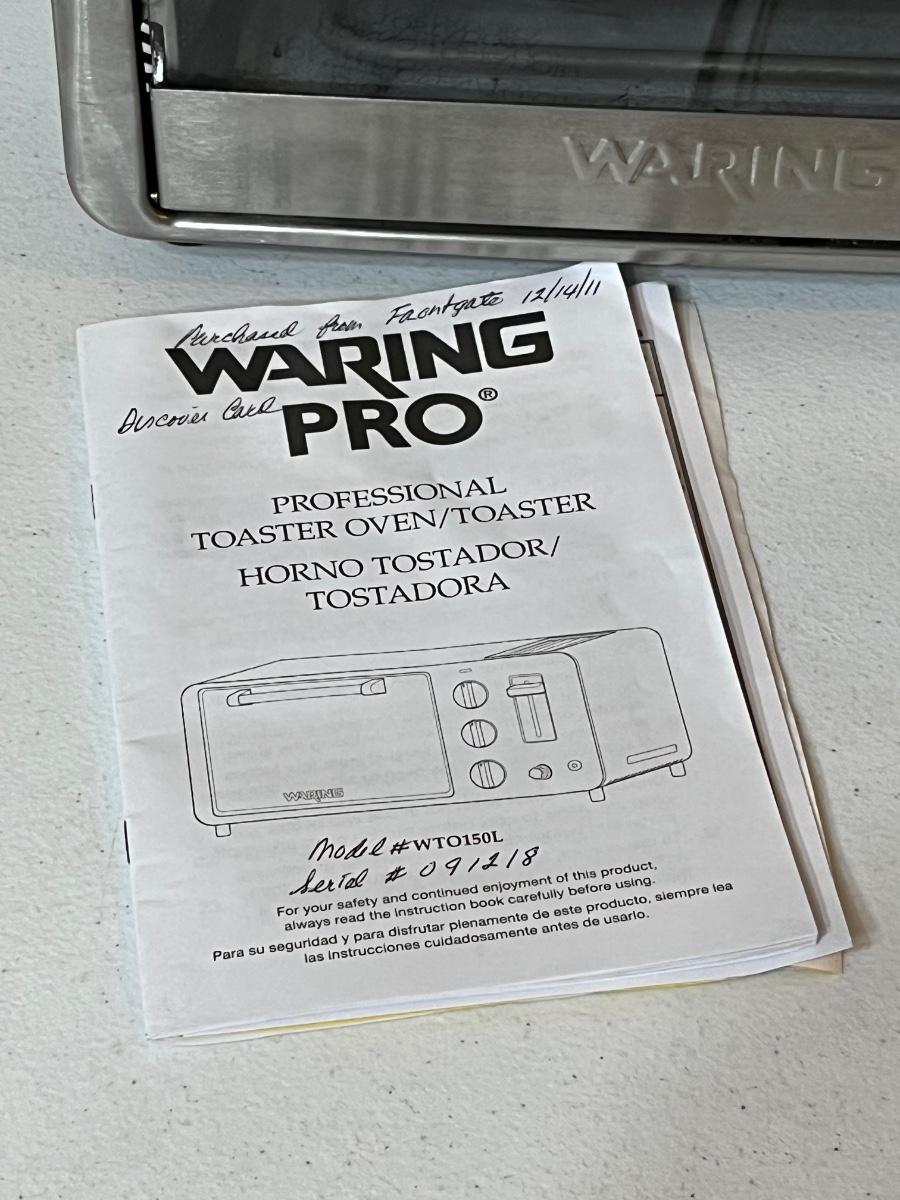 WARING
Purchased from Frontgate 12/14/11
WARING
Discover Card
PRO®
PROFESSIONAL
TOASTER OVEN/TOASTER
HORNO TOSTADOR/
TOSTADORA
WARING
Model # WTO150L
Serial # 091218
For your safety and continued enjoyment of this product,
always read the instruction book carefully before using.
Para su seguridad y para disfrutar plenamente de este producto, siempre lea
las instrucciones cuidadosamente antes de usarlo.